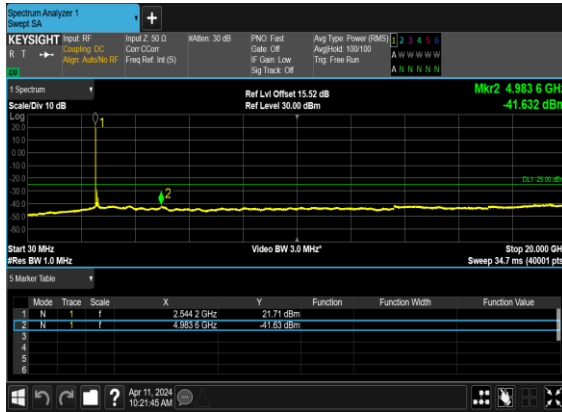 Spectrum Analyzer 1
Swept SA
+
KEYSIGHT
R T
LXI
Input: RF
Coupling: DC
Align: Auto/No RF
Input Z: 50 Ω
Corr CCorr
Freq Ref: Int (S)
#Atten: 30 dB
PNO: Fast
Gate: Off
IF Gain: Low
Sig Track: Off
Avg Type: Power (RMS)
Avg|Hold: 100/100
Trig: Free Run
1 2 3 4 5 6
A W W W W W
A N N N N N
1 Spectrum
Scale/Div 10 dB
Log
Ref Lvl Offset 15.52 dB
Ref Level 30.00 dBm
Mkr2 4.983 6 GHz
-41.632 dBm
1
20.0
10.0
0.00
-10.0
-20.0
DL1 -25.00 dBm
-30.0
2
-40.0
-50.0
-60.0
Start 30 MHz
Video BW 3.0 MHz*
Stop 20.000 GH
#Res BW 1.0 MHz
Sweep 34.7 ms (40001 pts
5 Marker Table
Mode Trace Scale X Y Function Function Width Function Value
1 N 1 f 2.544 2 GHz 21.71 dBm
2 N 1 f 4.983 6 GHz -41.63 dBm
3
4
5
6
?
Apr 11, 2024
10:21:45 AM